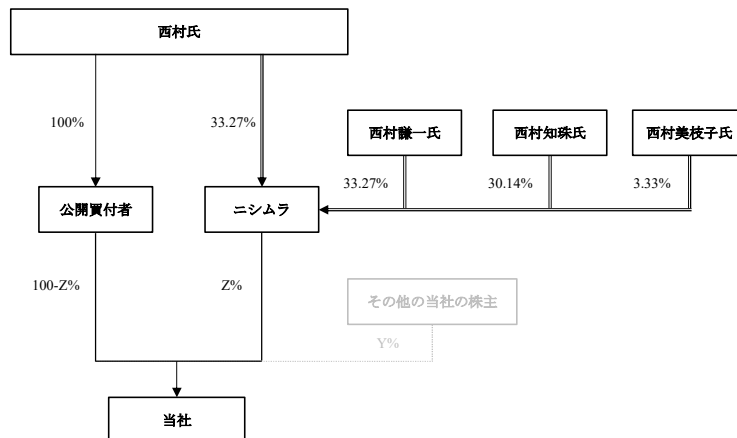 西村氏
100%
33.27%
西村謙一氏
西村知珠氏
西村美枝子氏
33.27%
30.14%
3.33%
公開買付者
ニシムラ
100-Z%
Z%
その他の当社の株主
Y%
当社